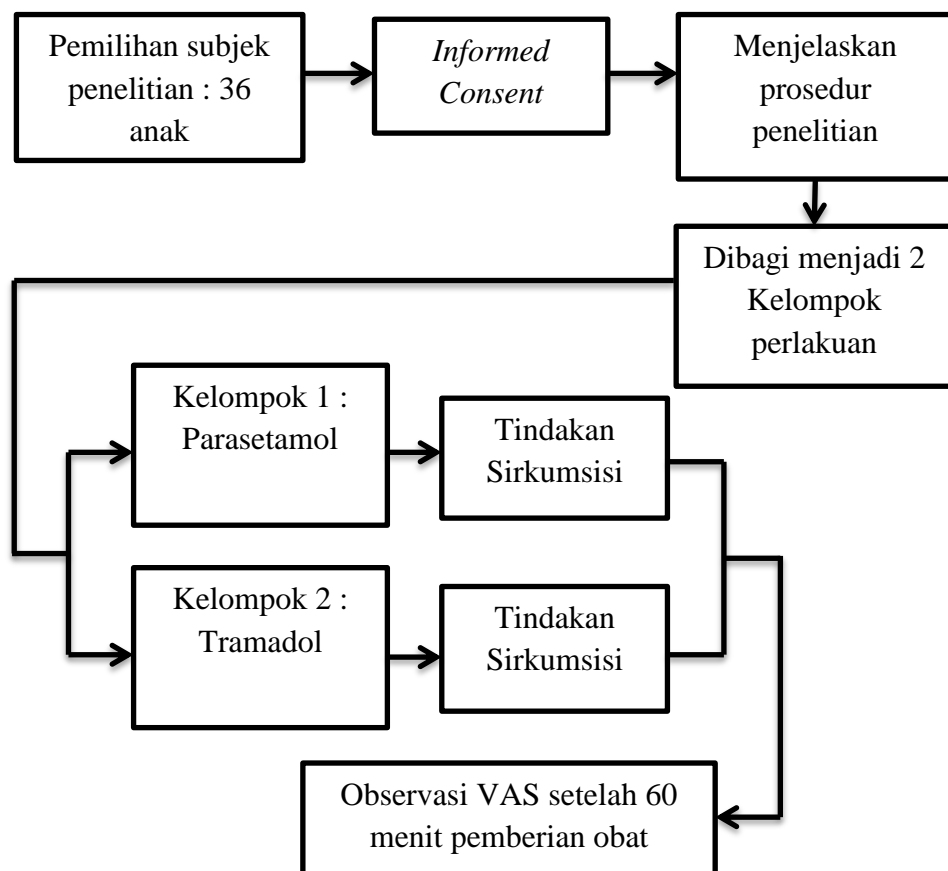 Pemilihan subjek
penelitian : 36
anak
Informed
Consent
Menjelaskan
prosedur
penelitian
Dibagi menjadi 2
Kelompok
perlakuan
Kelompok 1 :
Parasetamol
Tindakan
Sirkumsisi
Kelompok 2 :
Tramadol
Tindakan
Sirkumsisi
Observasi VAS setelah 60
menit pemberian obat